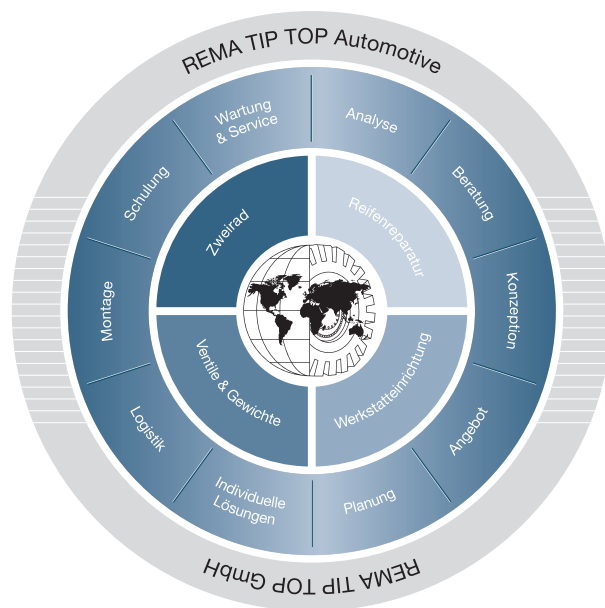 REMA TIP TOP Automotive
Analyse
Beratung
Konzeption
Angebot
Planung
Individuelle
Lösungen
Logistik
Montage
Schulung
Wartung
& Service
Zweirad
Reifenreparatur
Werkstatteinrichtung
Ventile & Gewichte
REMA TIP TOP GmbH